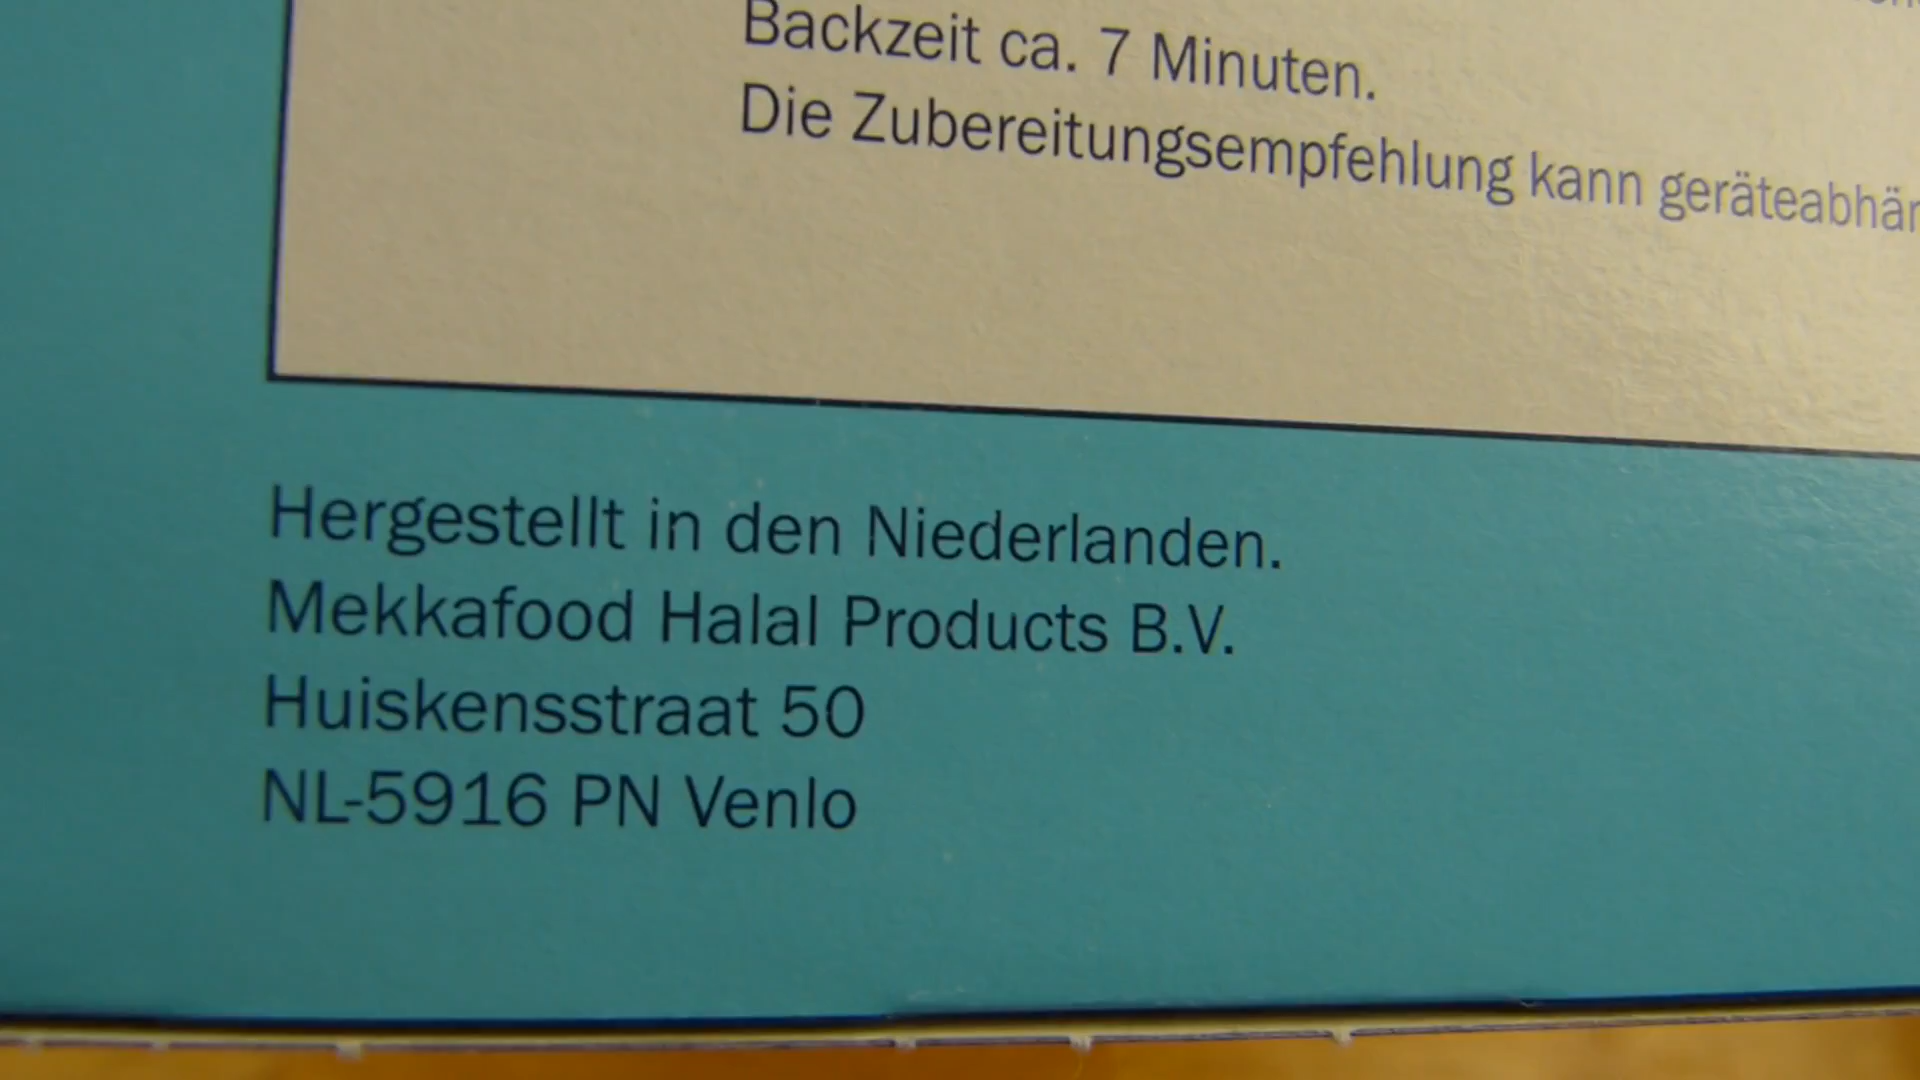 Backzeit ca. 7 Minuten.
Die Zubereitungsempfehlung kann
Hergestellt in den Niederlanden.
Mekkafood Halal Products B.V.
Huiskensstraat 50
NL-5916 PN Venlo